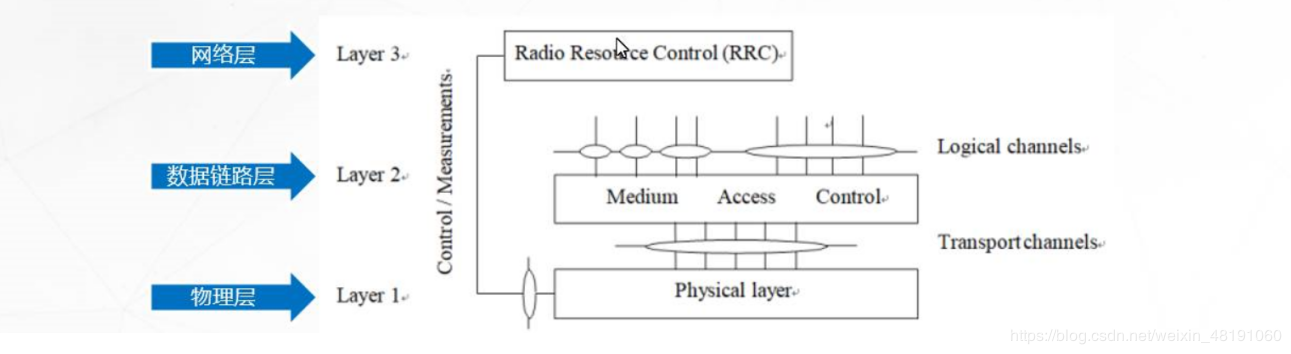 网络层
Layer 3
Radio Resource Control (RRC)
Control / Measurements
Logical channels
数据链路层
Layer 2
Medium Access Control
Transport channels
物理层
Layer 1
Physical layer
https://blog.csdn.net/weixin_48191060